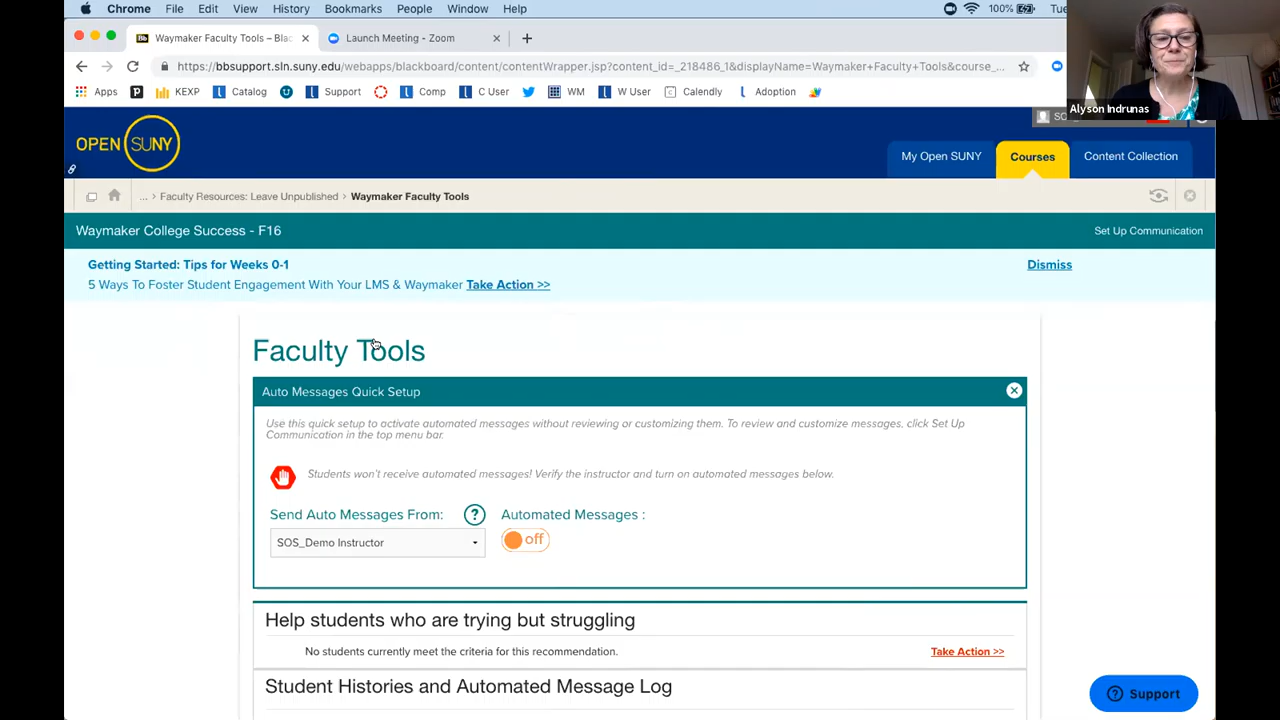 Chrome File Edit View History Bookmarks People Window Help 100% Tue
Waymaker Faculty Tools – Blac Launch Meeting - Zoom
https://bbsupport.sln.suny.edu/webapps/blackboard/content/contentWrapper.jsp?content_id=_218486_1&displayName=Waymaker+Faculty+Tools&course_...
Apps KEXP Catalog Support Comp C User WM W User Calendly Adoption
Alyson Indrunas
OPEN SUNY
My Open SUNY Courses Content Collection
... > Faculty Resources: Leave Unpublished > Waymaker Faculty Tools
Waymaker College Success - F16 Set Up Communication
Getting Started: Tips for Weeks 0-1 Dismiss
5 Ways To Foster Student Engagement With Your LMS & Waymaker Take Action >>
Faculty Tools
Auto Messages Quick Setup
Use this quick setup to activate automated messages without reviewing or customizing them. To review and customize messages, click Set Up
Communication in the top menu bar.
Students won't receive automated messages! Verify the instructor and turn on automated messages below.
Send Auto Messages From: ? Automated Messages :
SOS_Demo Instructor off
Help students who are trying but struggling
No students currently meet the criteria for this recommendation. Take Action >>
Student Histories and Automated Message Log
? Support